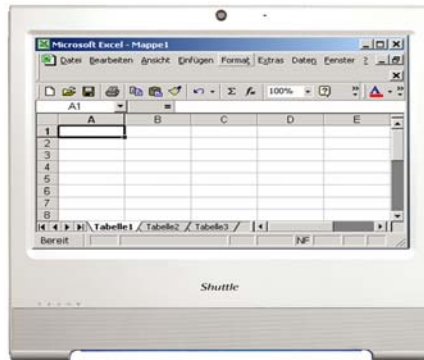 Microsoft Excel - Mappe1
Datei Bearbeiten Ansicht Einfügen Format Extras Daten Fenster ?
100%
A1 =
A B C D E
1
2
3
4
5
6
7
8
Tabelle1 Tabelle2 Tabelle3
Bereit NF
Shuttle